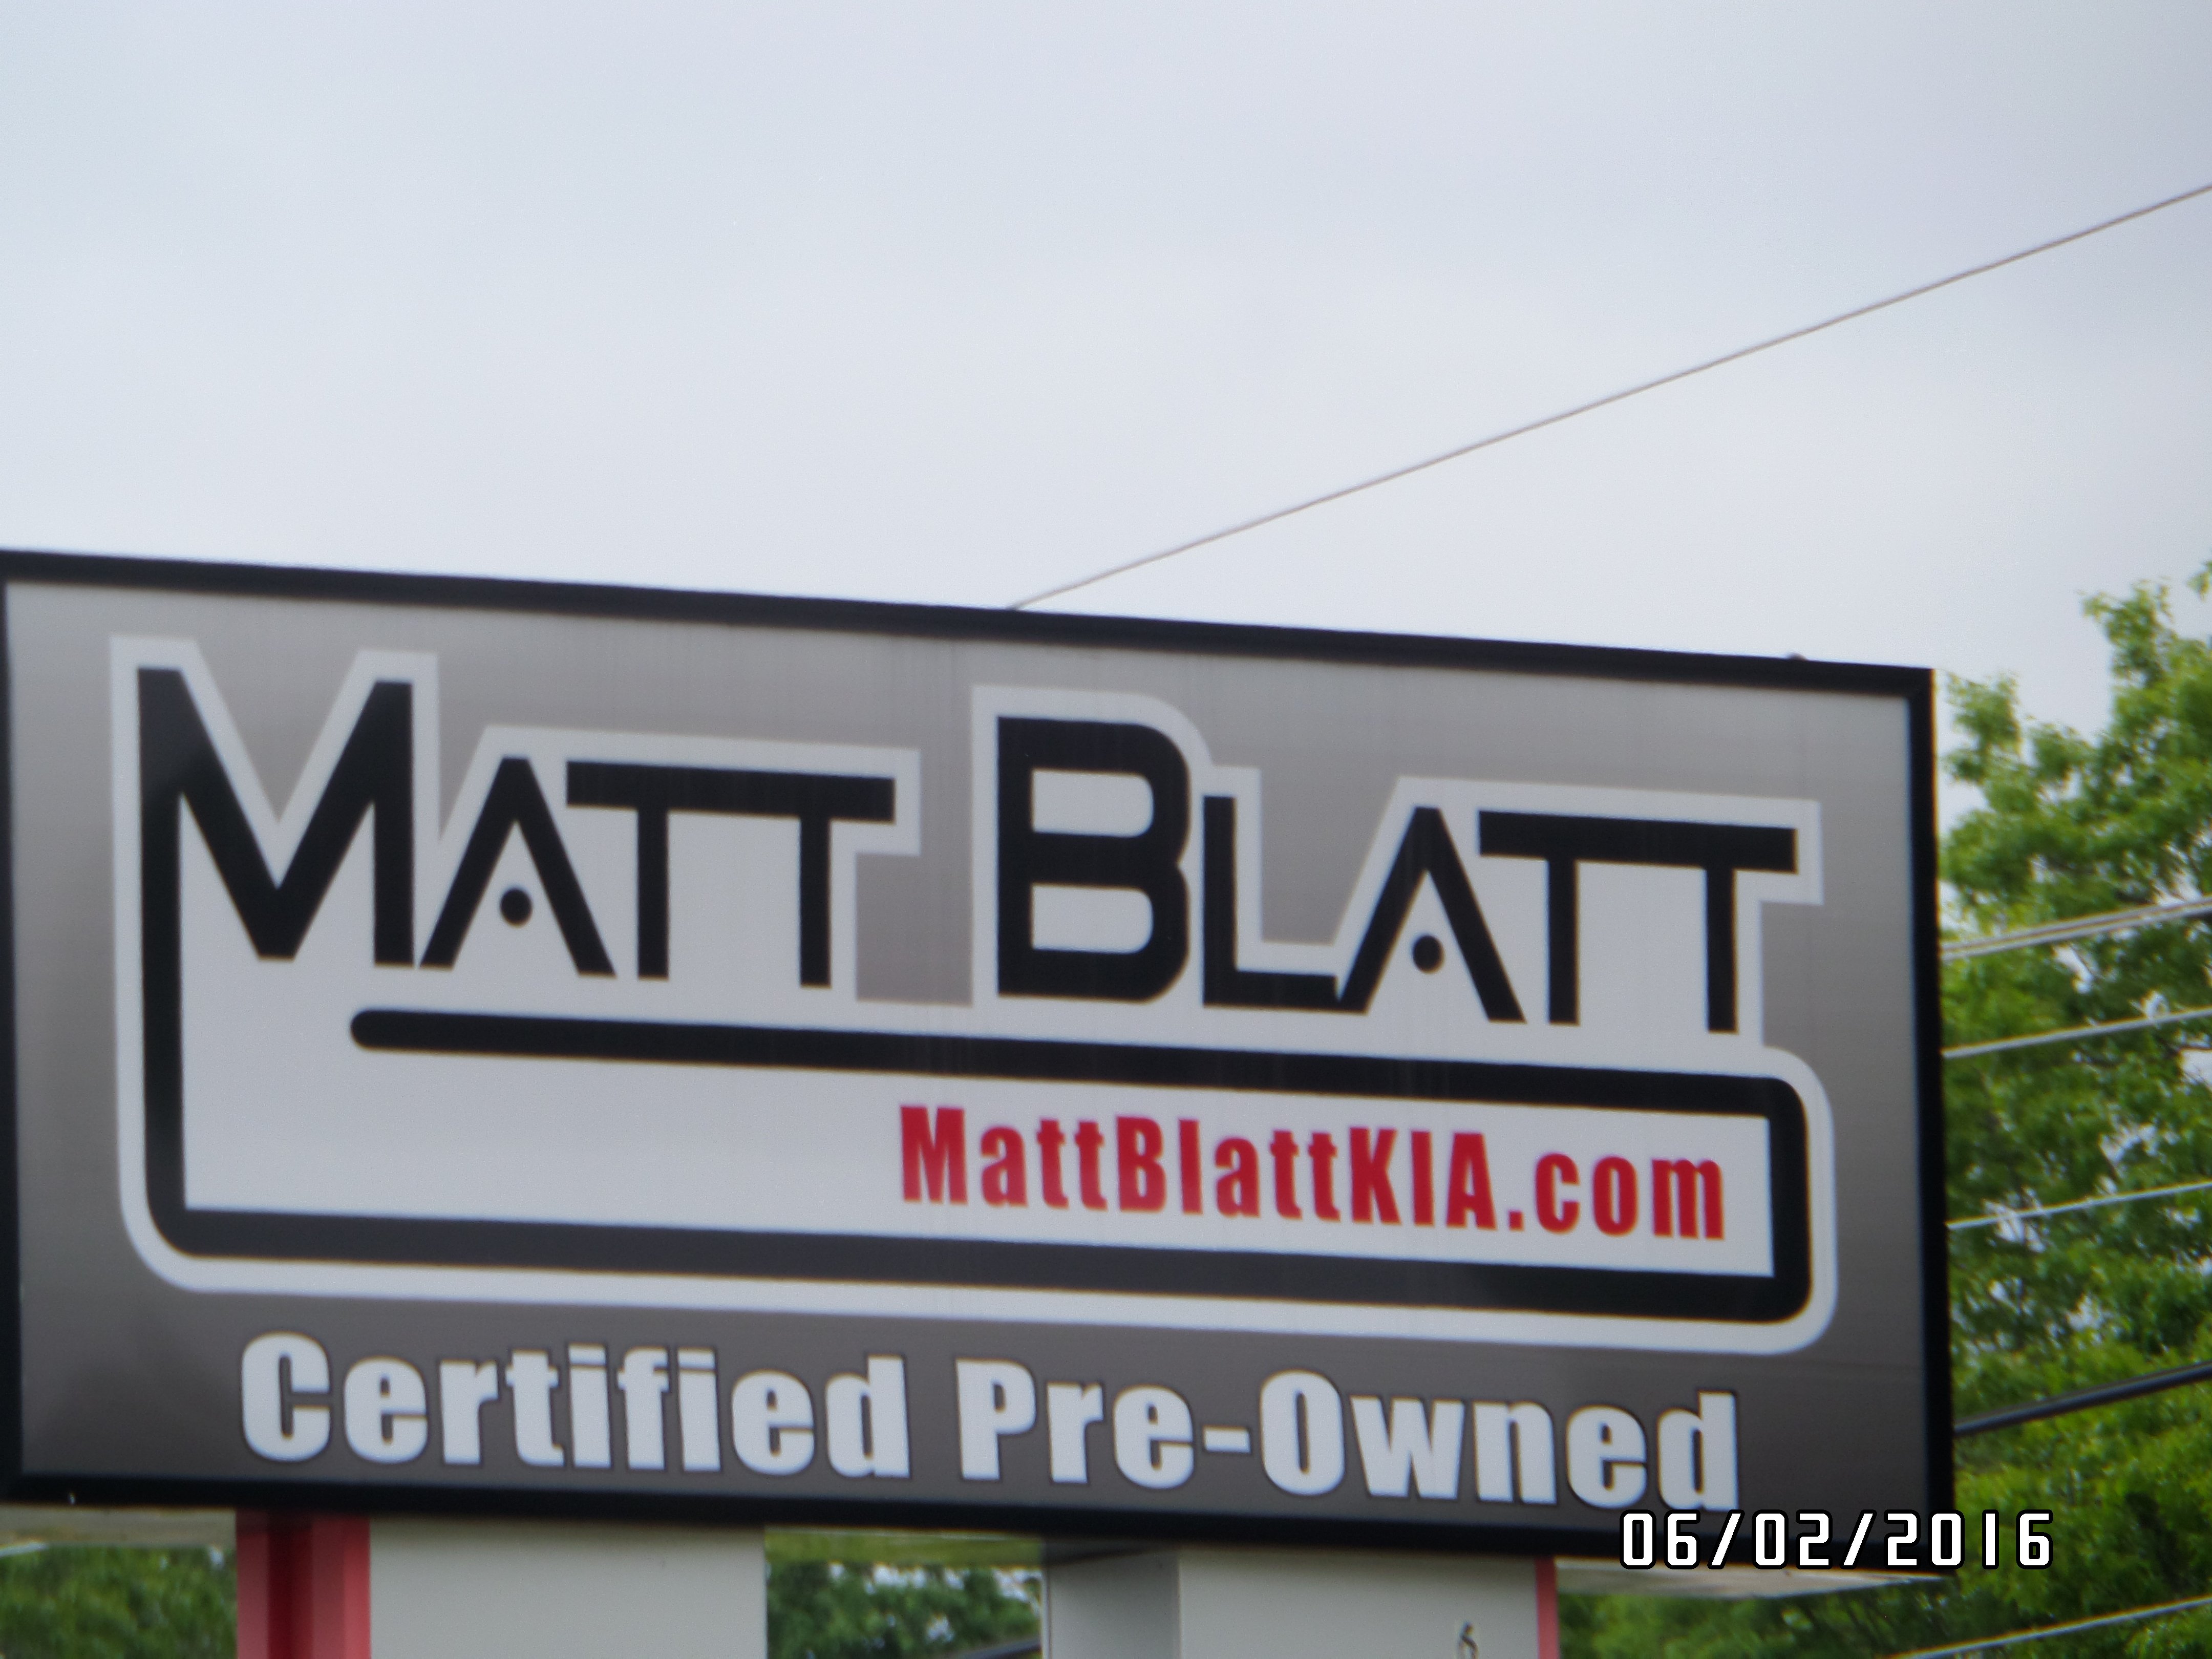 MATT BLATT
MattBlattKIA.com
Certified Pre-Owned
06/02/2016